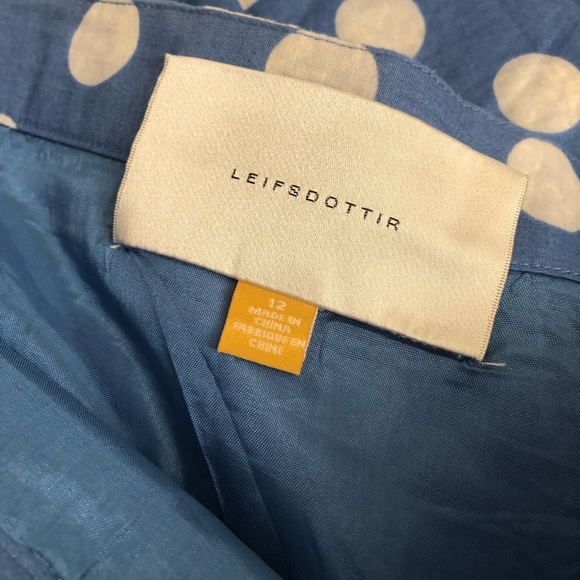 LEIFSDOTTIR
12
MADE IN
CHINA
FABRIQUE EN
CHINE